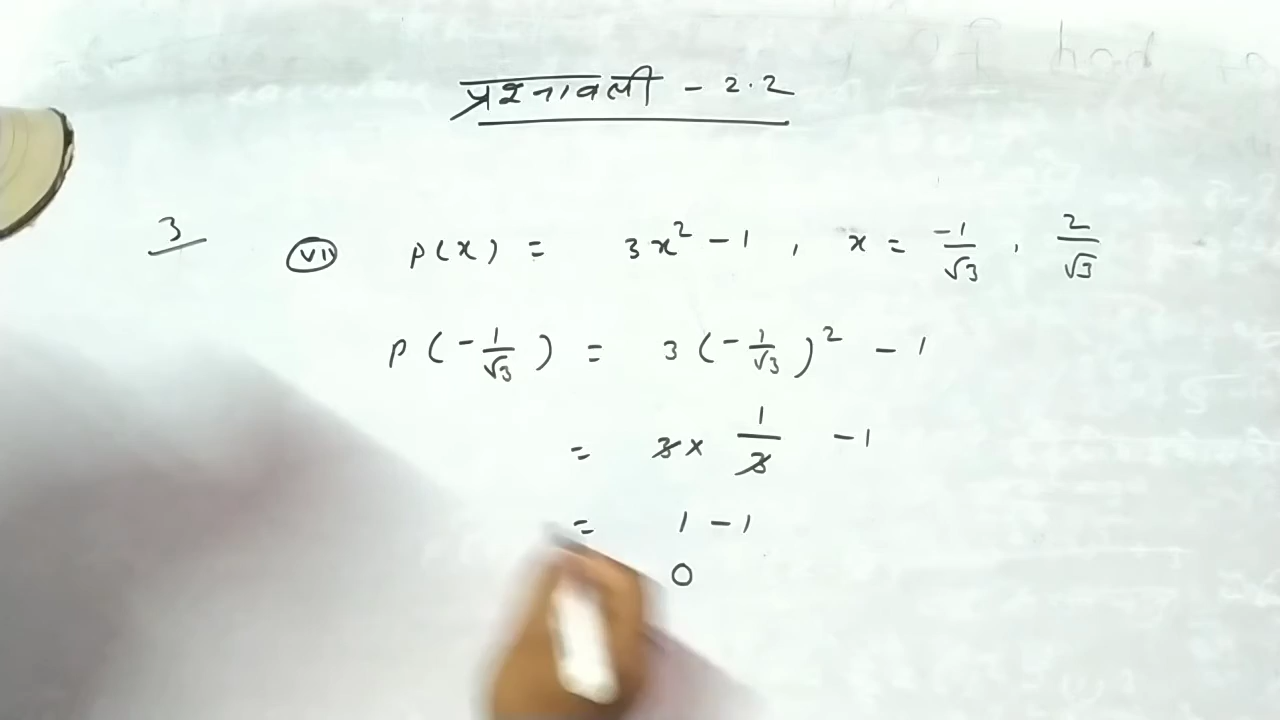 प्रश्नावली - 2.2
3 (vii) p(x) = 3x² - 1 , x = -1/√3 , 2/√3
p(-1/√3) = 3(-1/√3)² - 1
= 3 x 1/3 - 1
= 1 - 1
0